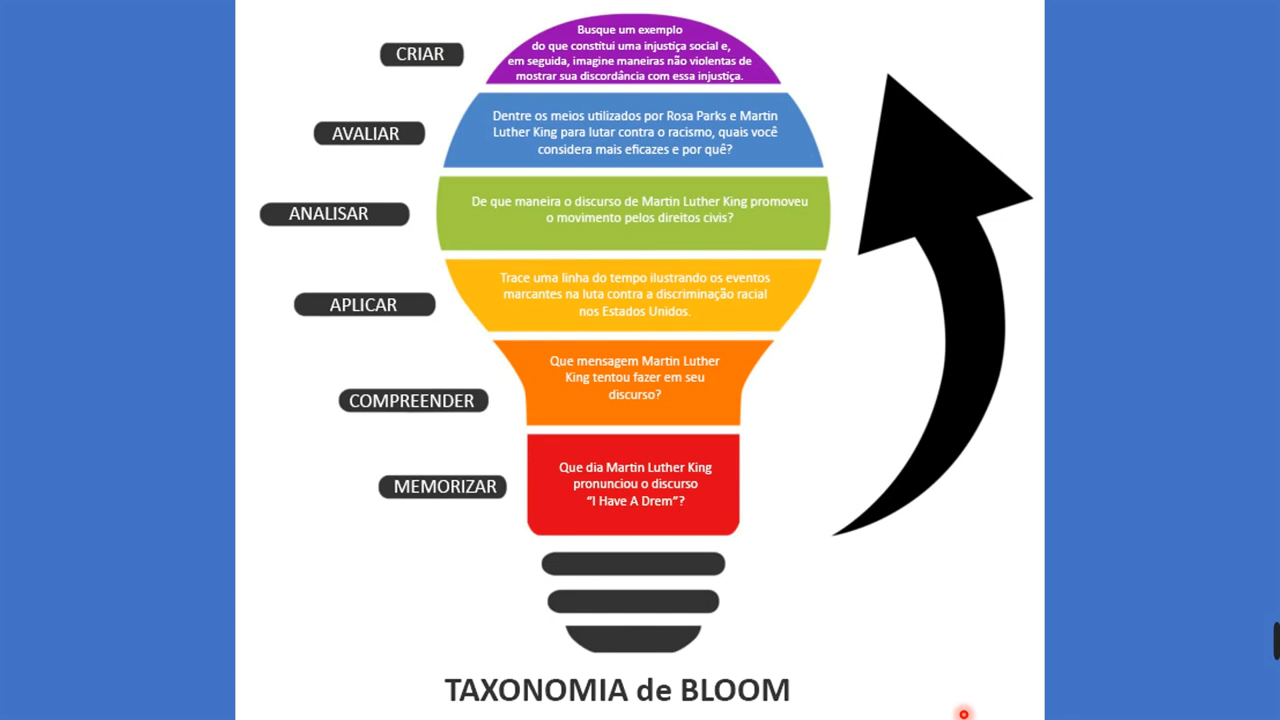 CRIAR
Busque um exemplo
do que constitui uma injustiça social e,
em seguida, imagine maneiras não violentas de
mostrar sua discordância com essa injustiça.
AVALIAR
Dentre os meios utilizados por Rosa Parks e Martin
Luther King para lutar contra o racismo, quais você
considera mais eficazes e por quê?
ANALISAR
De que maneira o discurso de Martin Luther King promoveu
o movimento pelos direitos civis?
APLICAR
Trace uma linha do tempo ilustrando os eventos
marcantes na luta contra a discriminação racial
nos Estados Unidos.
COMPREENDER
Que mensagem Martin Luther
King tentou fazer em seu
discurso?
MEMORIZAR
Que dia Martin Luther King
pronunciou o discurso
“I Have A Drem”?
TAXONOMIA de BLOOM